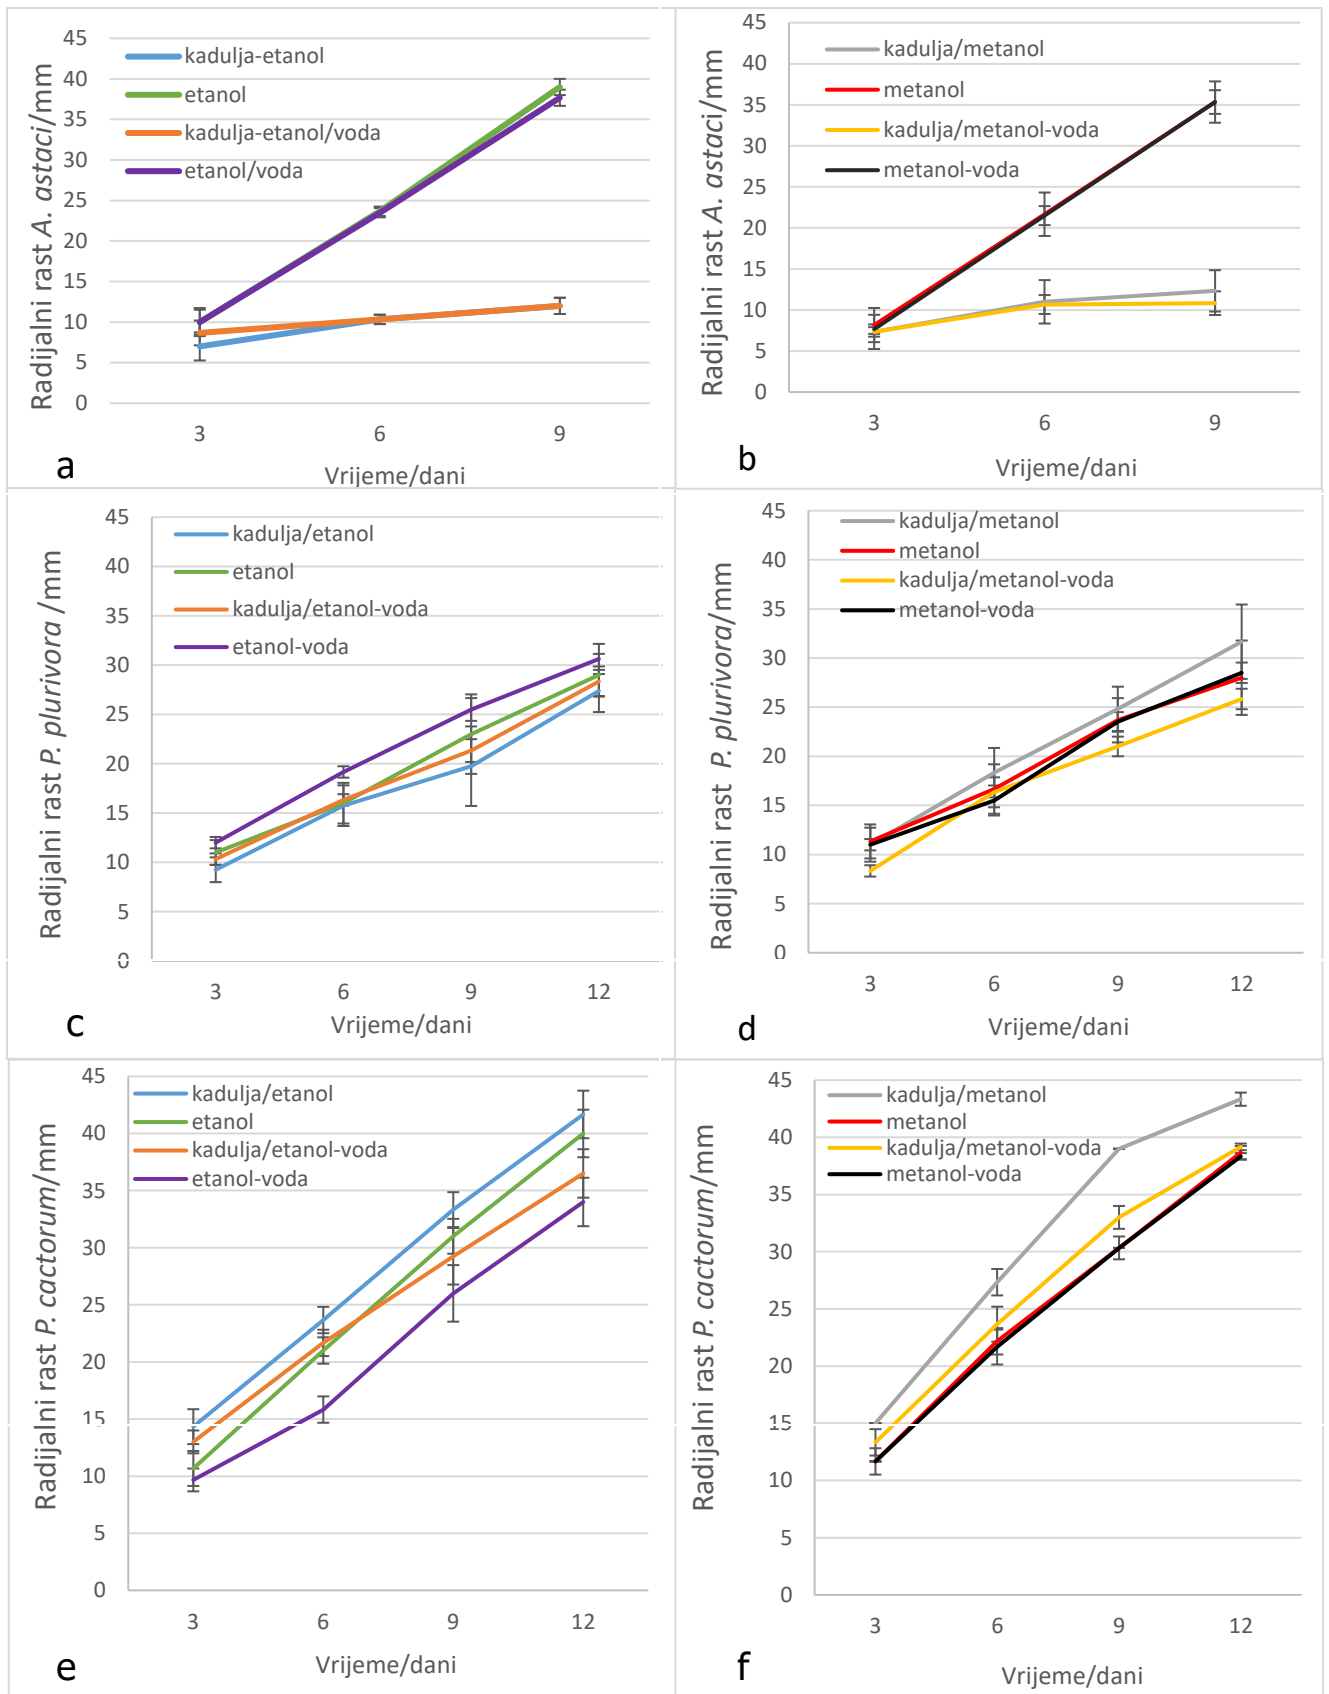 Radijalni rast A. astaci/mm
45
40
35
30
25
20
15
10
5
0
kadulja-etanol
etanol
kadulja-etanol/voda
etanol/voda
3 6 9
Vrijeme/dani
a
Radijalni rast A. astaci/mm
45
40
35
30
25
20
15
10
5
0
kadulja/metanol
metanol
kadulja/metanol-voda
metanol-voda
3 6 9
Vrijeme/dani
b
Radijalni rast P. plurivora /mm
45
40
35
30
25
20
15
10
5
0
kadulja/etanol
etanol
kadulja/etanol-voda
etanol-voda
3 6 9 12
Vrijeme/dani
c
Radijalni rast P. plurivora/mm
45
40
35
30
25
20
15
10
5
0
kadulja/metanol
metanol
kadulja/metanol-voda
metanol-voda
3 6 9 12
Vrijeme/dani
d
Radijalni rast P. cactorum/mm
45
40
35
30
25
20
15
10
5
0
kadulja/etanol
etanol
kadulja/etanol-voda
etanol-voda
3 6 9 12
Vrijeme/dani
e
Radijalni rast P. cactorum/mm
45
40
35
30
25
20
15
10
5
0
kadulja/metanol
metanol
kadulja/metanol-voda
metanol-voda
3 6 9 12
Vrijeme/dani
f